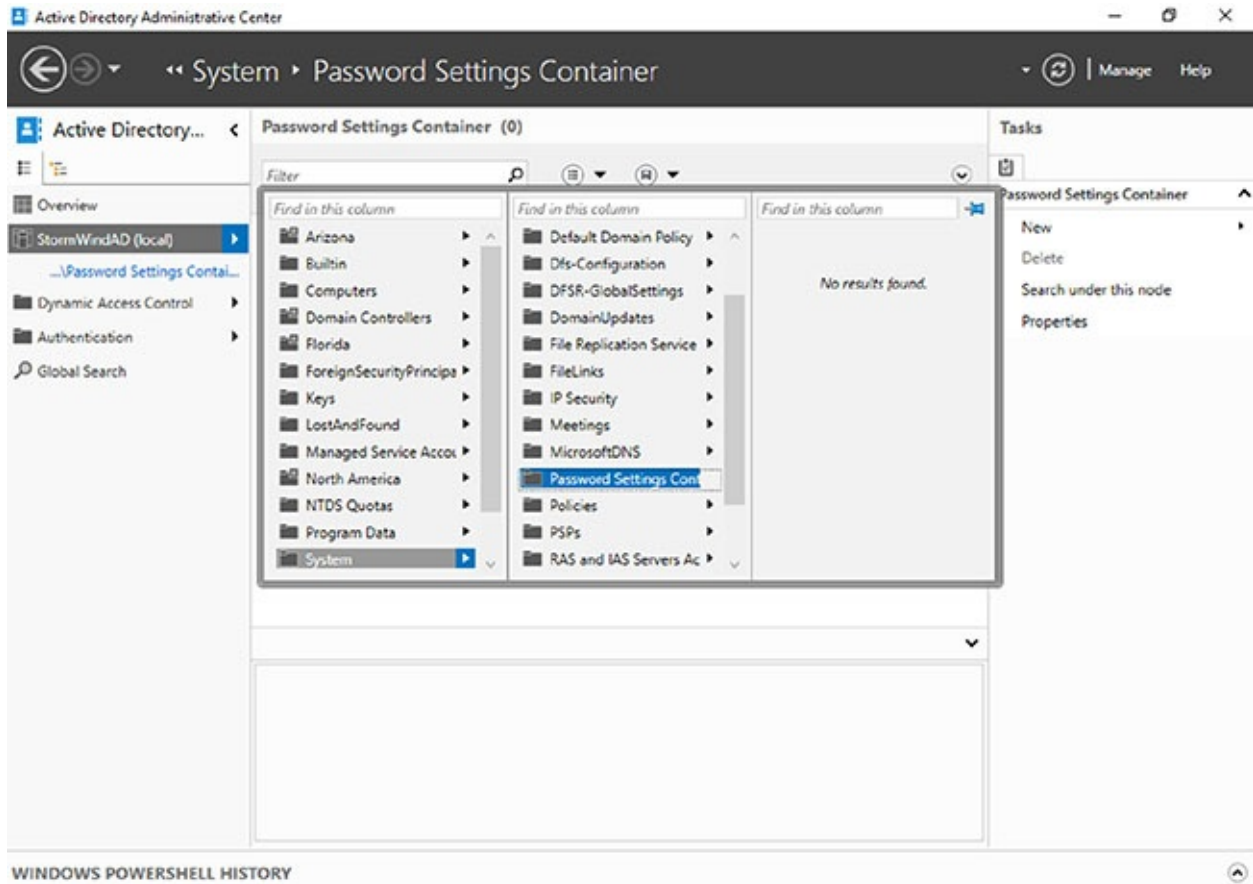 Active Directory Administrative Center
System Password Settings Container
Manage Help
Active Directory...
Overview
StormWindAD (local)
...\Password Settings Contai...
Dynamic Access Control
Authentication
Global Search
Password Settings Container (0)
Filter
Find in this column
Arizona
Builtin
Computers
Domain Controllers
Florida
ForeignSecurityPrincipa
Keys
LostAndFound
Managed Service Accou
North America
NTDS Quotas
Program Data
System
Find in this column
Default Domain Policy
Dfs-Configuration
DFSR-GlobalSettings
DomainUpdates
File Replication Service
FileLinks
IP Security
Meetings
MicrosoftDNS
Password Settings Cont
Policies
PSPs
RAS and IAS Servers Ac
Find in this column
No results found.
Tasks
Password Settings Container
New
Delete
Search under this node
Properties
WINDOWS POWERSHELL HISTORY